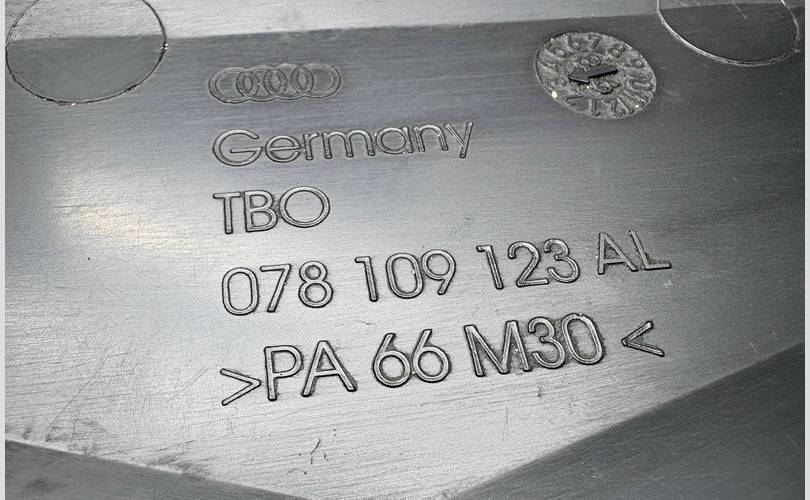 Germany
TBO
078 109 123 AL
>PA 66 M30<